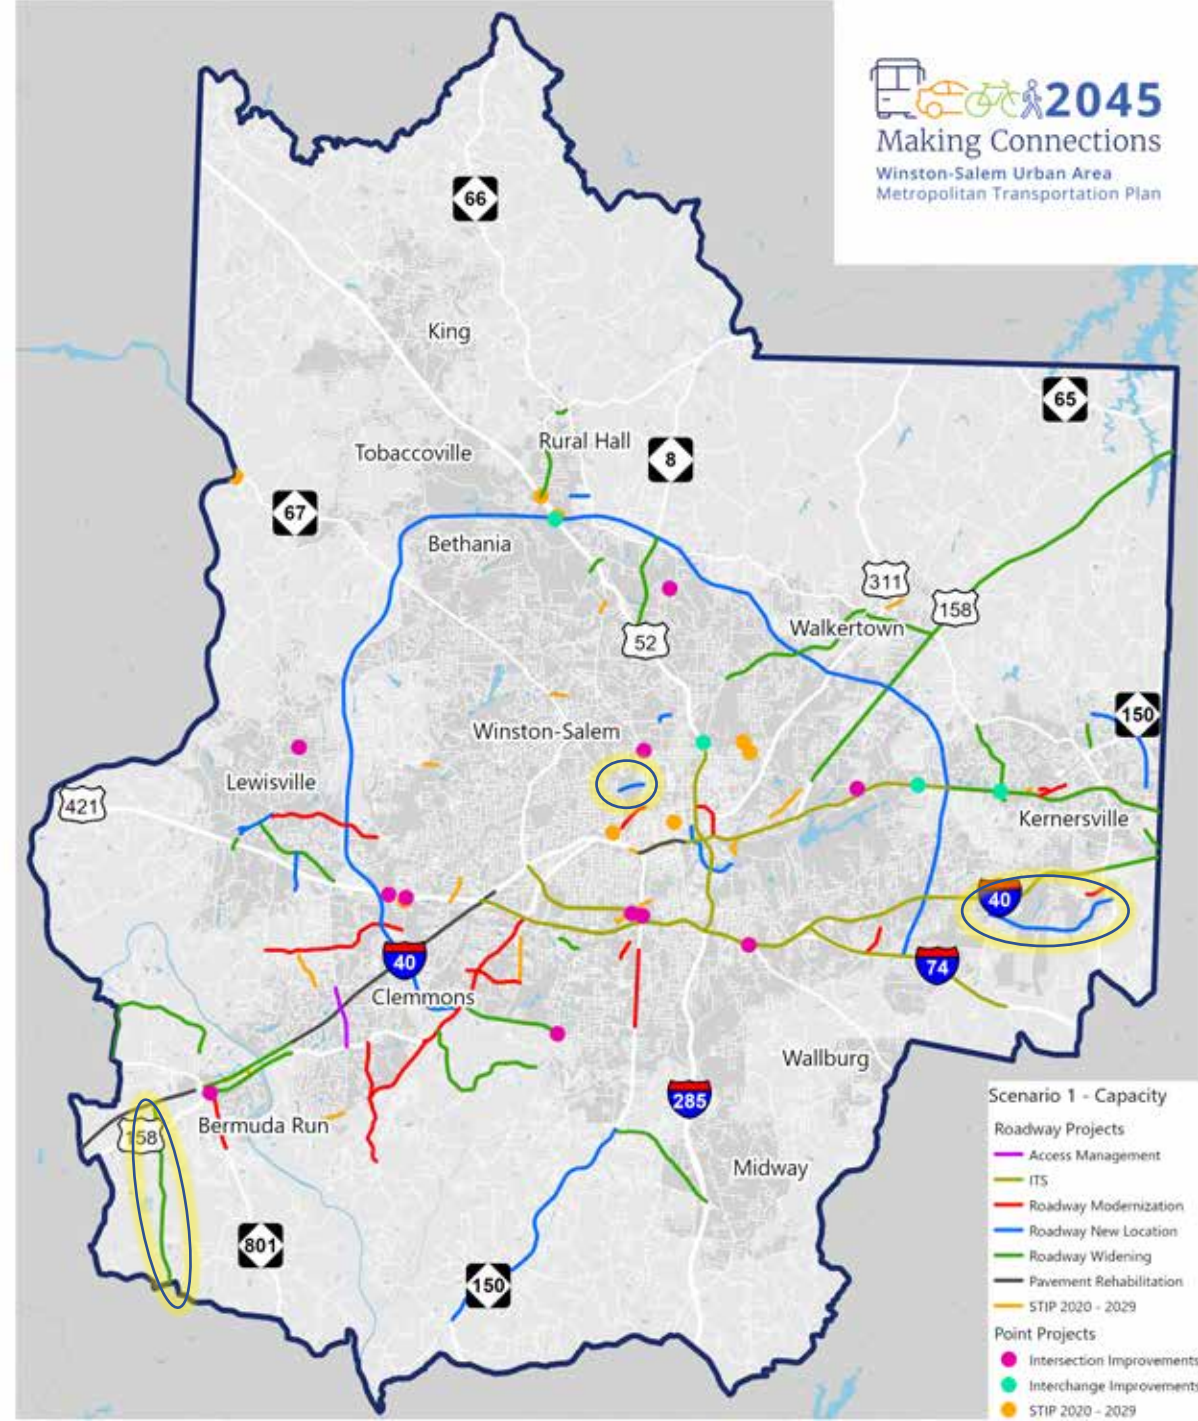 2045
Making Connections
Winston-Salem Urban Area
Metropolitan Transportation Plan
66
King
65
Rural Hall
Tobaccoville
8
67
Bethania
311
158
Walkertown
52
150
Winston-Salem
Lewisville
421
Kernersville
40
40
74
Clemmons
Wallburg
285
Bermuda Run
158
Midway
801
150
Scenario 1 - Capacity
Roadway Projects
Access Management
ITS
Roadway Modernization
Roadway New Location
Roadway Widening
Pavement Rehabilitation
STIP 2020 - 2029
Point Projects
Intersection Improvements
Interchange Improvements
STIP 2020 - 2029